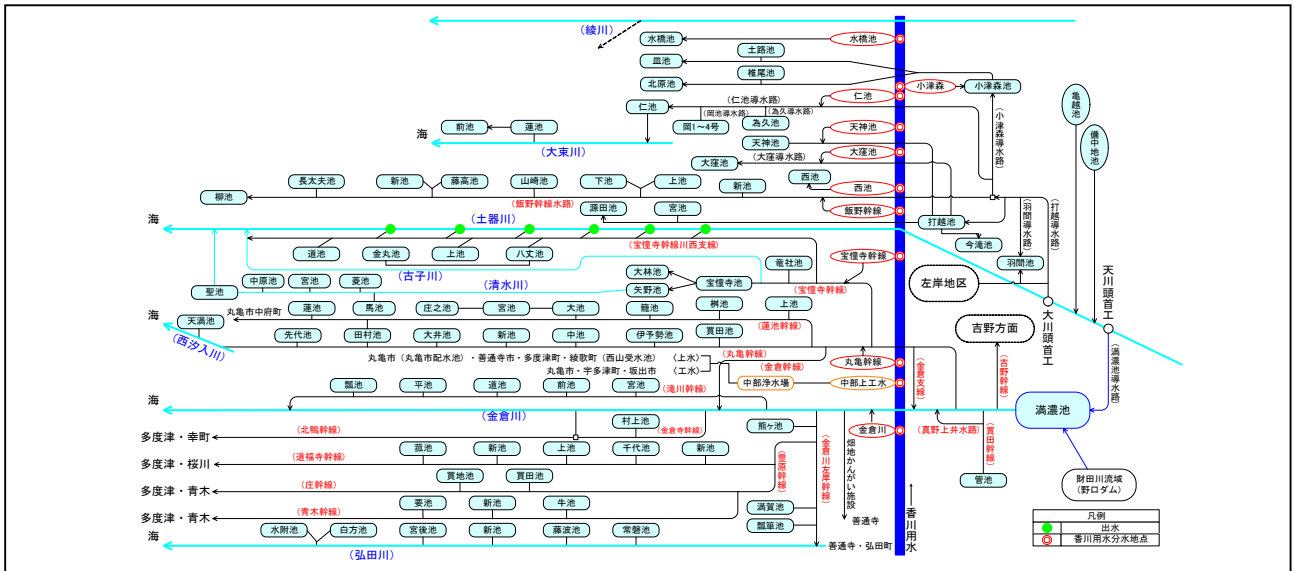 (綾川)
水橋池
水橋池
土路池
皿池
椎尾池
北原池
小津森
小津森池
仁池
(仁池導水路)
仁池
(岡池導水路)
(為久導水路)
岡1~4号
為久池
(小津森導水路)
亀越池
備中地池
海
前池
蓮池
(大束川)
天神池
天神池
大窪池
(大窪導水路)
大窪池
西池
西池
長太夫池
新池
藤高池
山崎池
下池
上池
新池
柳池
(飯野幹線水路)
飯野幹線
(羽間導水路)
(打越導水路)
海
(土器川)
源田池
宮池
打越池
今滝池
羽間池
道池
金丸池
上池
八丈池
(宝憧寺幹線川西支線)
宝憧寺幹線
(古子川)
(清水川)
大林池
竜社池
矢野池
宝憧寺池
(宝憧寺幹線)
左岸地区
天川頭首工
大川頭首工
聖池
中原池
宮池
菱池
丸亀市中府町
蓮池
馬池
庄之池
宮池
大池
籠池
桝池
上池
(蓮池幹線)
海
天満池
(西汐入川)
先代池
田村池
大井池
新池
中池
伊予勢池
買田池
吉野方面
丸亀市(丸亀市配水池)・善通寺市・多度津町・綾歌町(西山受水池)
<上水>
丸亀市・宇多津町・坂出市
<工水>
(丸亀幹線)
(金倉幹線)
丸亀幹線
中部浄水場
中部上工水
(金倉支線)
(吉野幹線)
(満濃池導水路)
瓢池
平池
道池
前池
宮池
(滝川幹線)
海
(金倉川)
満濃池
多度津・幸町
(北鴨幹線)
村上池
(金倉寺幹線)
熊ヶ池
金倉川
(真野上井水路)
(買田幹線)
多度津・桜川
(道福寺幹線)
菰池
新池
上池
千代池
新池
(豊原幹線)
(金倉川左岸幹線)
畑地かんがい施設
管池
財田川流域
(野口ダム)
多度津・青木
(庄幹線)
買地池
買田池
多度津・青木
(青木幹線)
要池
新池
牛池
満賀池
瓢箪池
善通寺
海
水附池
白方池
宮後池
新池
藤波池
常磐池
(弘田川)
善通寺・弘田町
香川用水
凡例
出水
香川用水分水地点